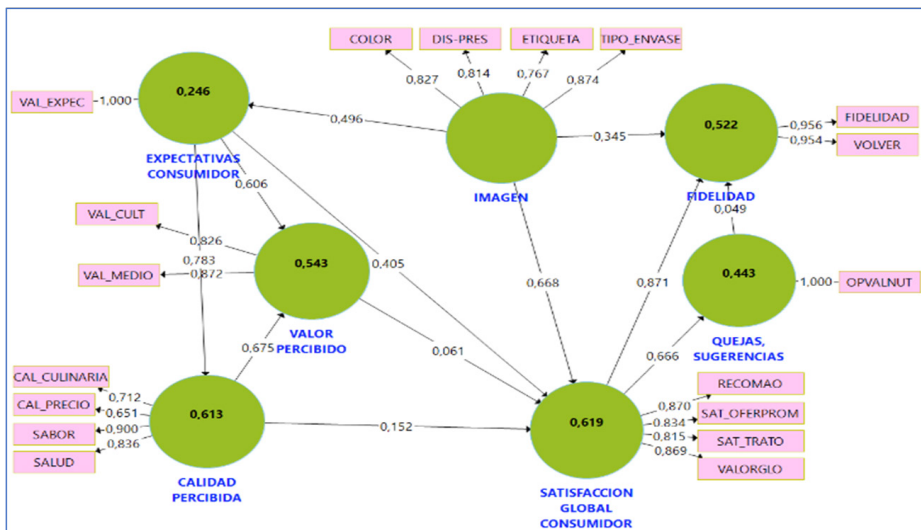 COLOR
DIS-PRES
ETIQUETA
TIPO_ENVASE
0,827
0,814
0,767
0,874
VAL_EXPEC
1,000
0,246
EXPECTATIVAS
CONSUMIDOR
0,496
IMAGEN
0,345
0,522
FIDELIDAD
0,956
0,954
FIDELIDAD
VOLVER
0,606
0,049
VAL_CULT
0,826
0,783
VAL_MEDIO
0,872
0,543
VALOR
PERCIBIDO
0,405
0,668
0,871
0,443
QUEJAS,
SUGERENCIAS
1,000
OPVALNUT
0,675
0,061
0,666
CAL_CULINARIA
0,712
CAL_PRECIO
0,651
SABOR
0,900
SALUD
0,836
0,613
CALIDAD
PERCIBIDA
0,152
0,619
SATISFACCION
GLOBAL
CONSUMIDOR
0,870
RECOMAO
0,834
SAT_OFERPROM
0,815
SAT_TRATO
0,869
VALORGLO